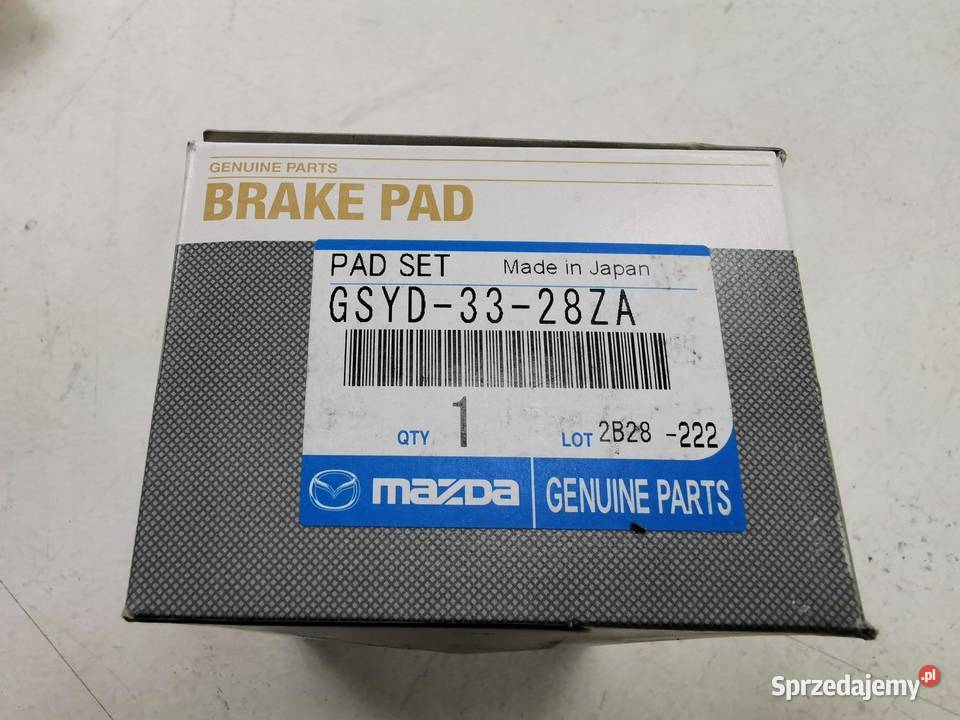 GENUINE PARTS
BRAKE PAD
PAD SET Made in Japan
GSYD-33-28ZA
QTY 1 LOT 2B28 -222
mazda GENUINE PARTS
Sprzedajemy.pl